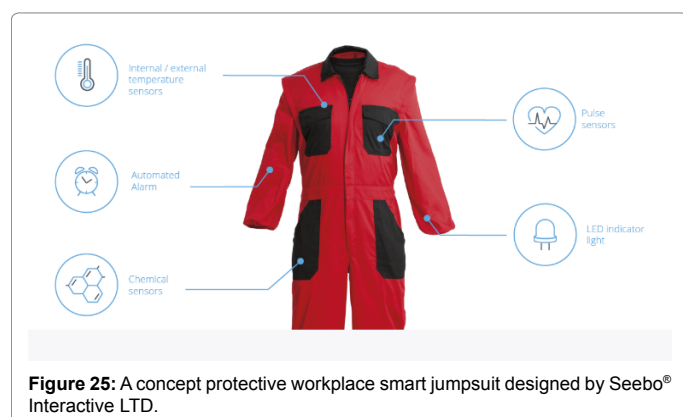 Internal / external
temperature
sensors
Pulse
sensors
Automated
Alarm
LED indicator
light
Chemical
sensors
Figure 25: A concept protective workplace smart jumpsuit designed by Seebo®
Interactive LTD.